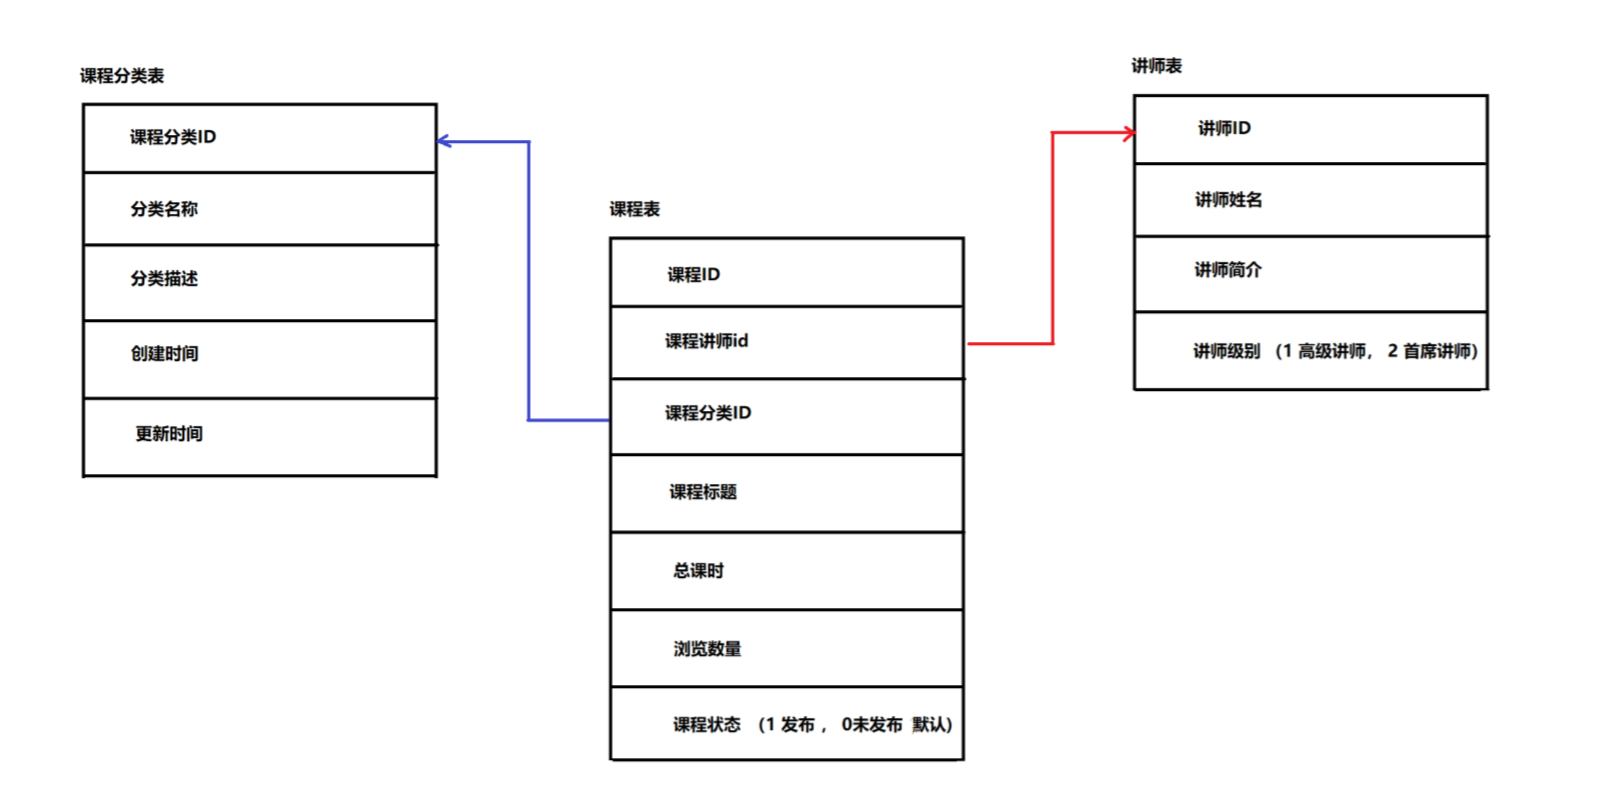 课程分类表
课程分类ID
分类名称
分类描述
创建时间
更新时间
课程表
课程ID
课程讲师id
课程分类ID
课程标题
总课时
浏览数量
课程状态 （1 发布 ， 0未发布 默认）
讲师表
讲师ID
讲师姓名
讲师简介
讲师级别 （1 高级讲师， 2 首席讲师）